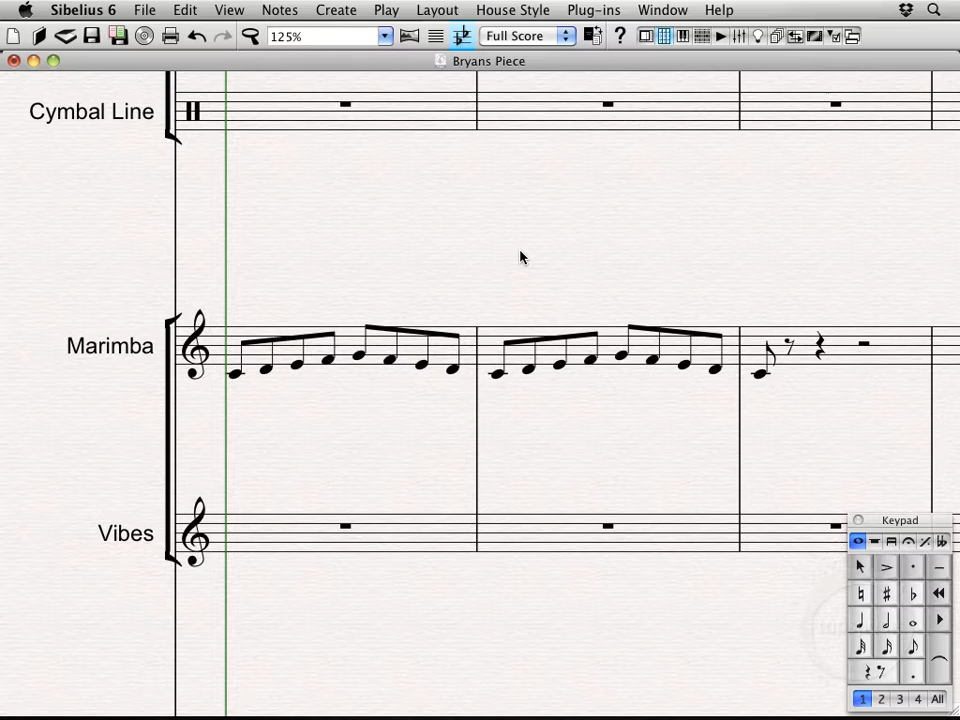 Sibelius 6 File Edit View Notes Create Play Layout House Style Plug-ins Window Help
125% Full Score ?
Bryans Piece
Cymbal Line
Marimba
Vibes
Keypad
1 2 3 4 All